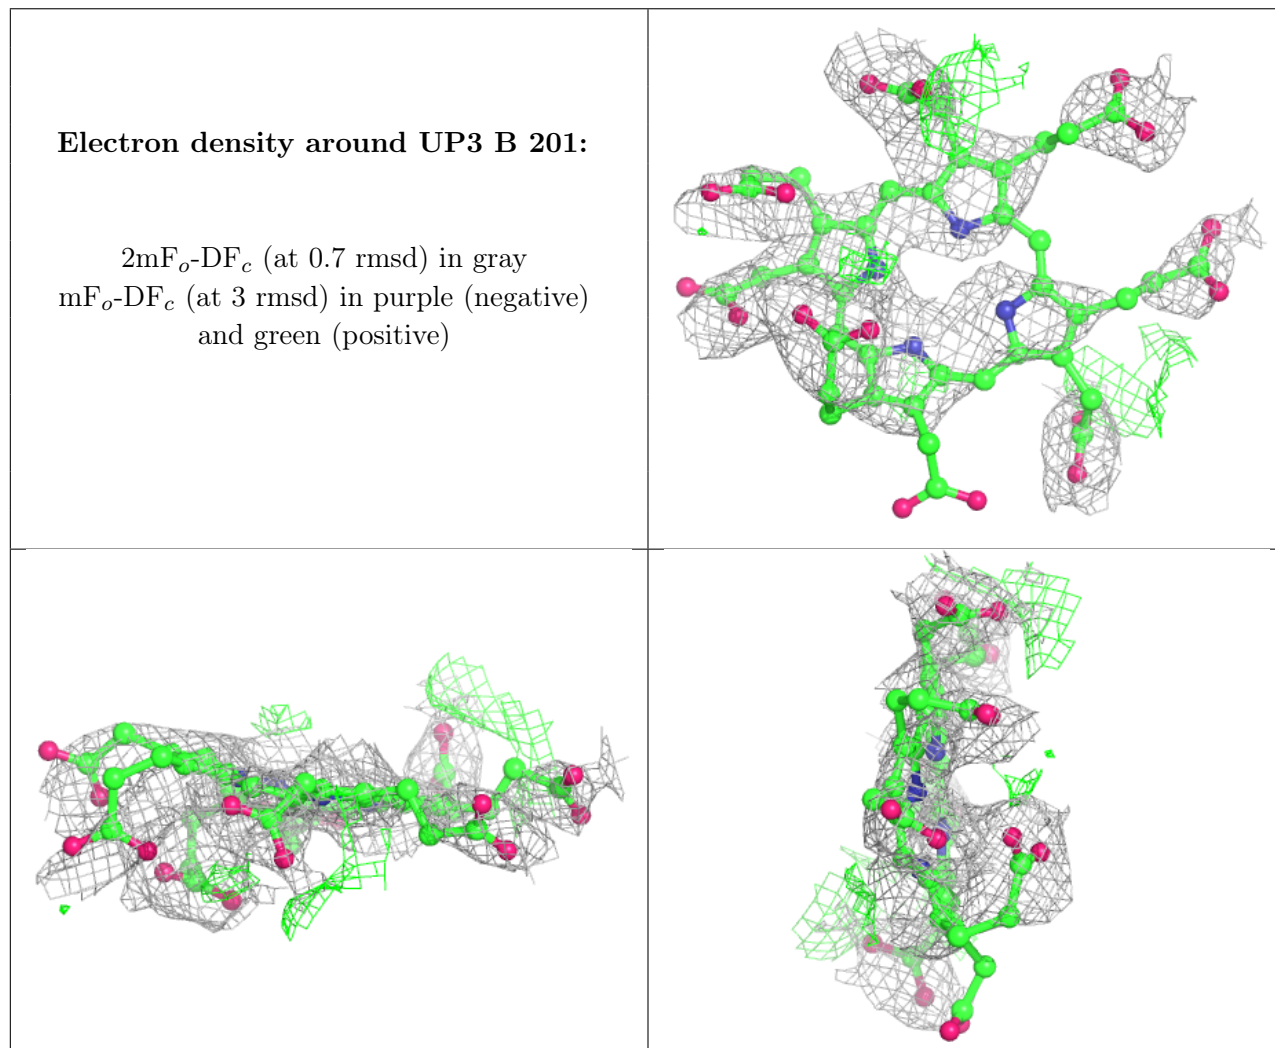 Electron density around UP3 B 201:
2mFo-DFc (at 0.7 rmsd) in gray
mFo-DFc (at 3 rmsd) in purple (negative)
and green (positive)